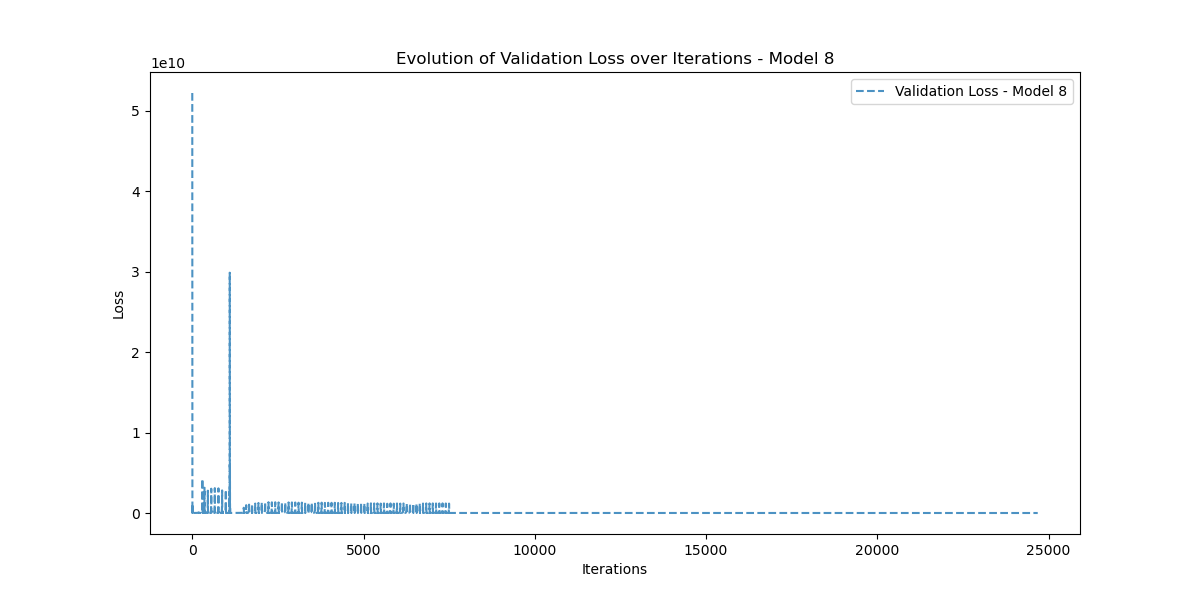 Evolution of Validation Loss over Iterations - Model 8
1e10
Validation Loss - Model 8
5
4
3
2
1
0
Loss
0 5000 10000 15000 20000 25000
Iterations